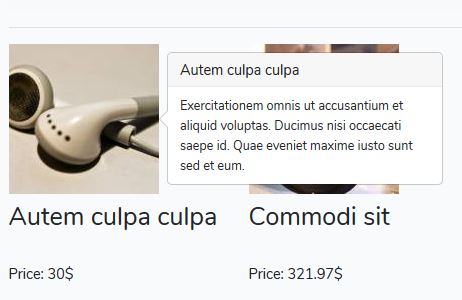 Autem culpa culpa
Exercitationem omnis ut accusantium et
aliquid voluptas. Ducimus nisi occaecati
saepe id. Quae eveniet maxime iusto sunt
sed et eum.
Autem culpa culpa
Commodi sit
Price: 30$
Price: 321.97$